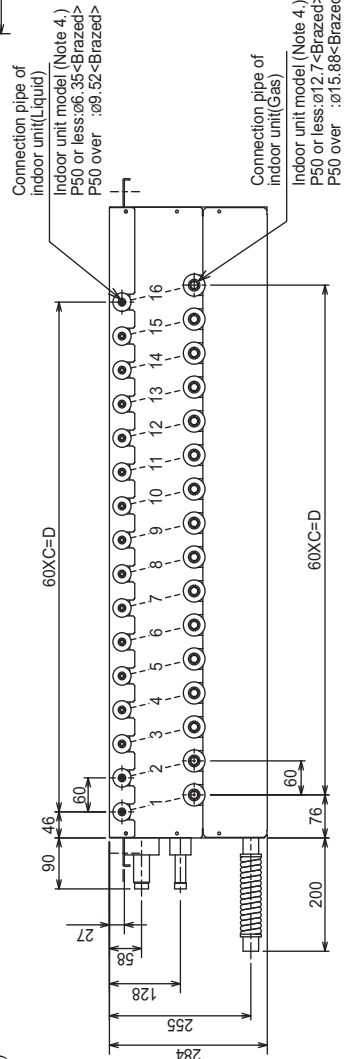 Connection pipe of
indoor unit(Liquid)
Indoor unit model (Note 4.)
P50 or less:ø6.35<Brazed>
P50 over :ø9.52<Brazed>
Connection pipe of
indoor unit(Gas)
Indoor unit model (Note 4.)
P50 or less:ø12.7<Brazed>
P50 over :ø15.88<Brazed>
60XC=D
60
46
90
27
58
128
255
284
1
2
3
4
5
6
7
8
9
10
11
12
13
14
15
16
60XC=D
60
76
200